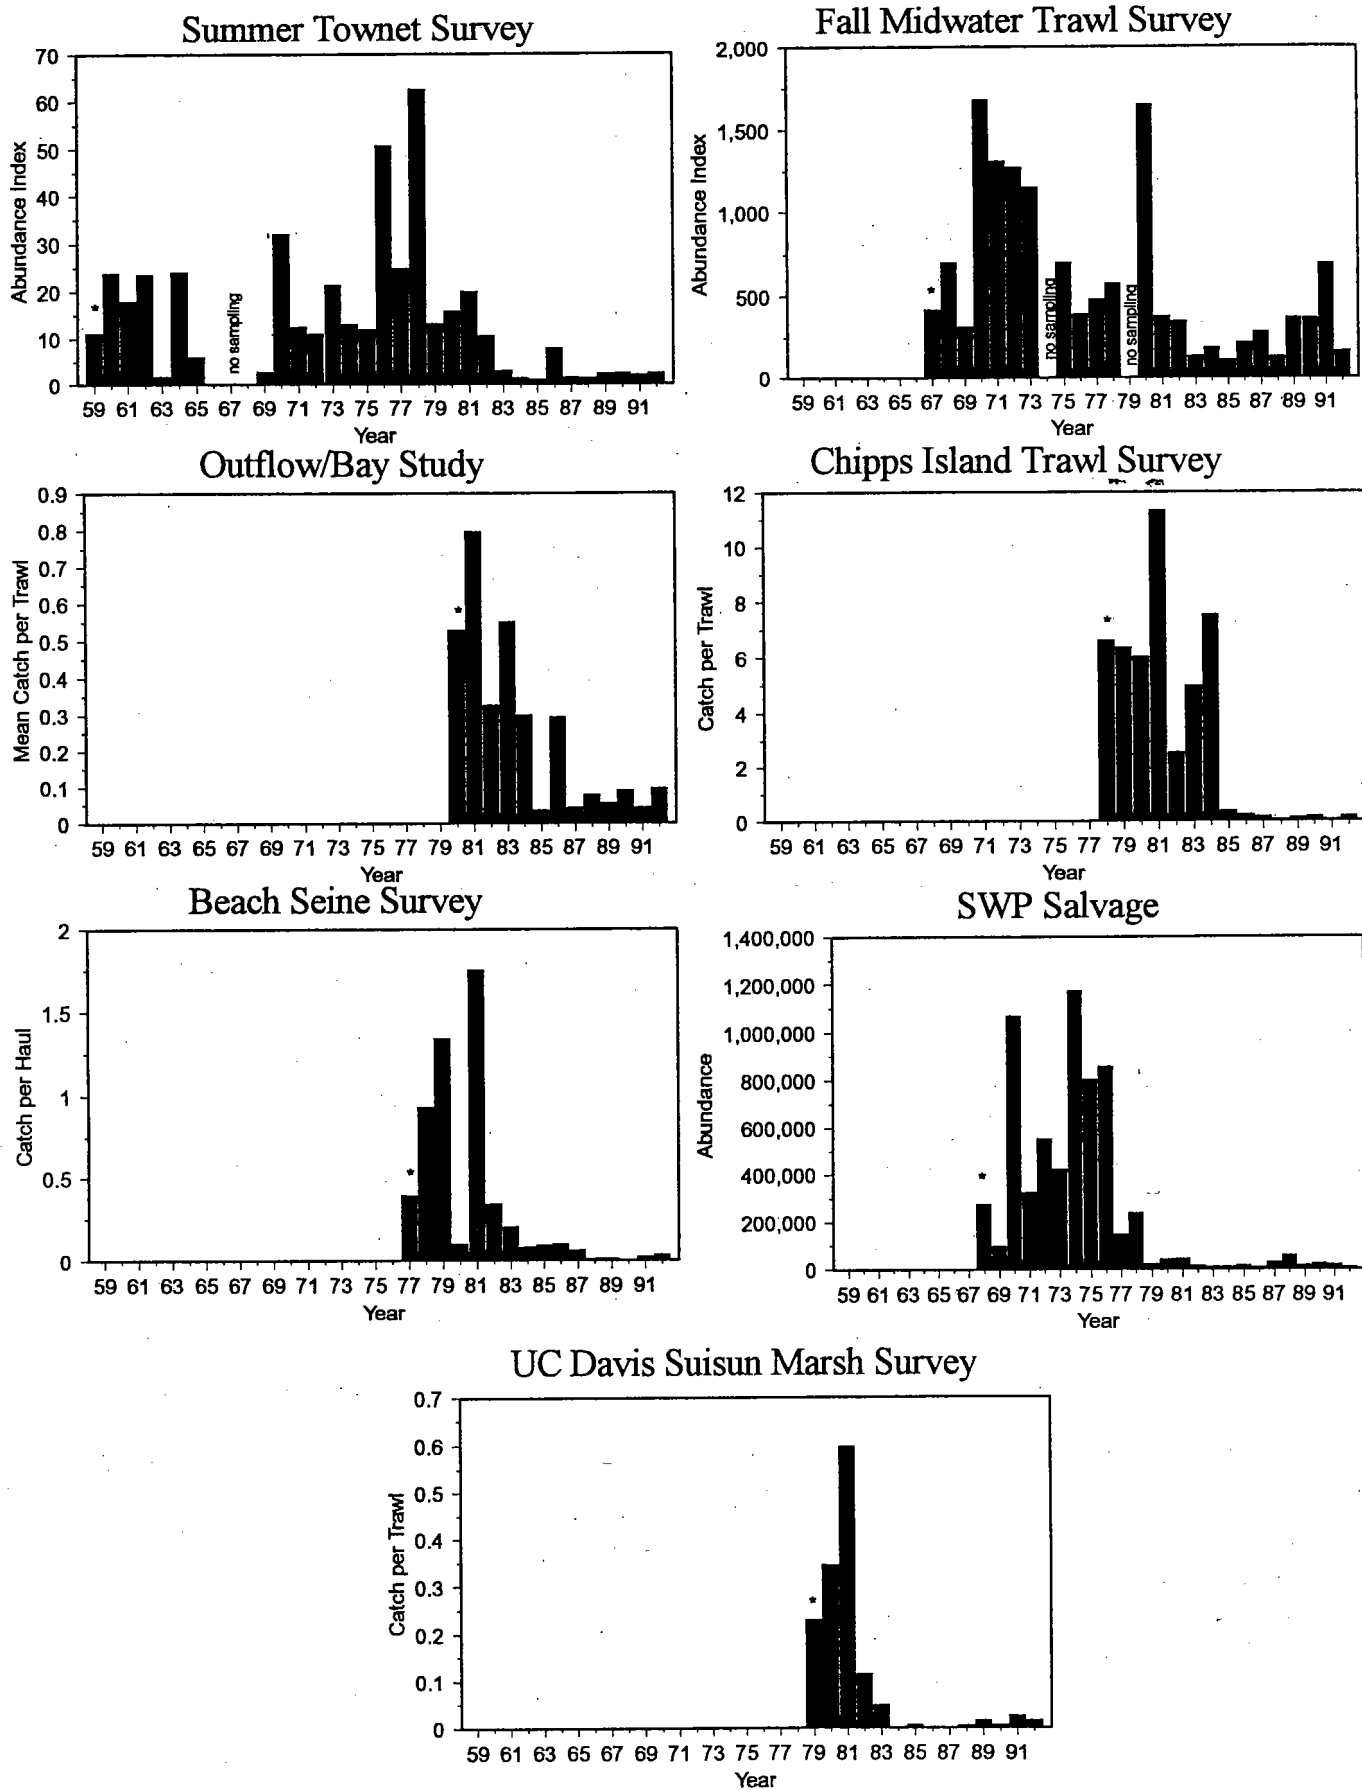 Summer Townet Survey
70
60
50
40
30
20
10
0
Abundance Index
*
no sampling
59 61 63 65 67 69 71 73 75 77 79 81 83 85 87 89 91
Year
Fall Midwater Trawl Survey
2,000
1,500
1,000
500
0
Abundance Index
*
no sampling
no sampling
59 61 63 65 67 69 71 73 75 77 79 81 83 85 87 89 91
Year
Outflow/Bay Study
0.9
0.8
0.7
0.6
0.5
0.4
0.3
0.2
0.1
0
Mean Catch per Trawl
*
59 61 63 65 67 69 71 73 75 77 79 81 83 85 87 89 91
Year
Chipps Island Trawl Survey
12
10
8
6
4
2
0
Catch per Trawl
*
59 61 63 65 67 69 71 73 75 77 79 81 83 85 87 89 91
Year
Beach Seine Survey
2
1.5
1
0.5
0
Catch per Haul
*
59 61 63 65 67 69 71 73 75 77 79 81 83 85 87 89 91
Year
SWP Salvage
1,400,000
1,200,000
1,000,000
800,000
600,000
400,000
200,000
0
Abundance
*
59 61 63 65 67 69 71 73 75 77 79 81 83 85 87 89 91
Year
UC Davis Suisun Marsh Survey
0.7
0.6
0.5
0.4
0.3
0.2
0.1
0
Catch per Trawl
*
59 61 63 65 67 69 71 73 75 77 79 81 83 85 87 89 91
Year